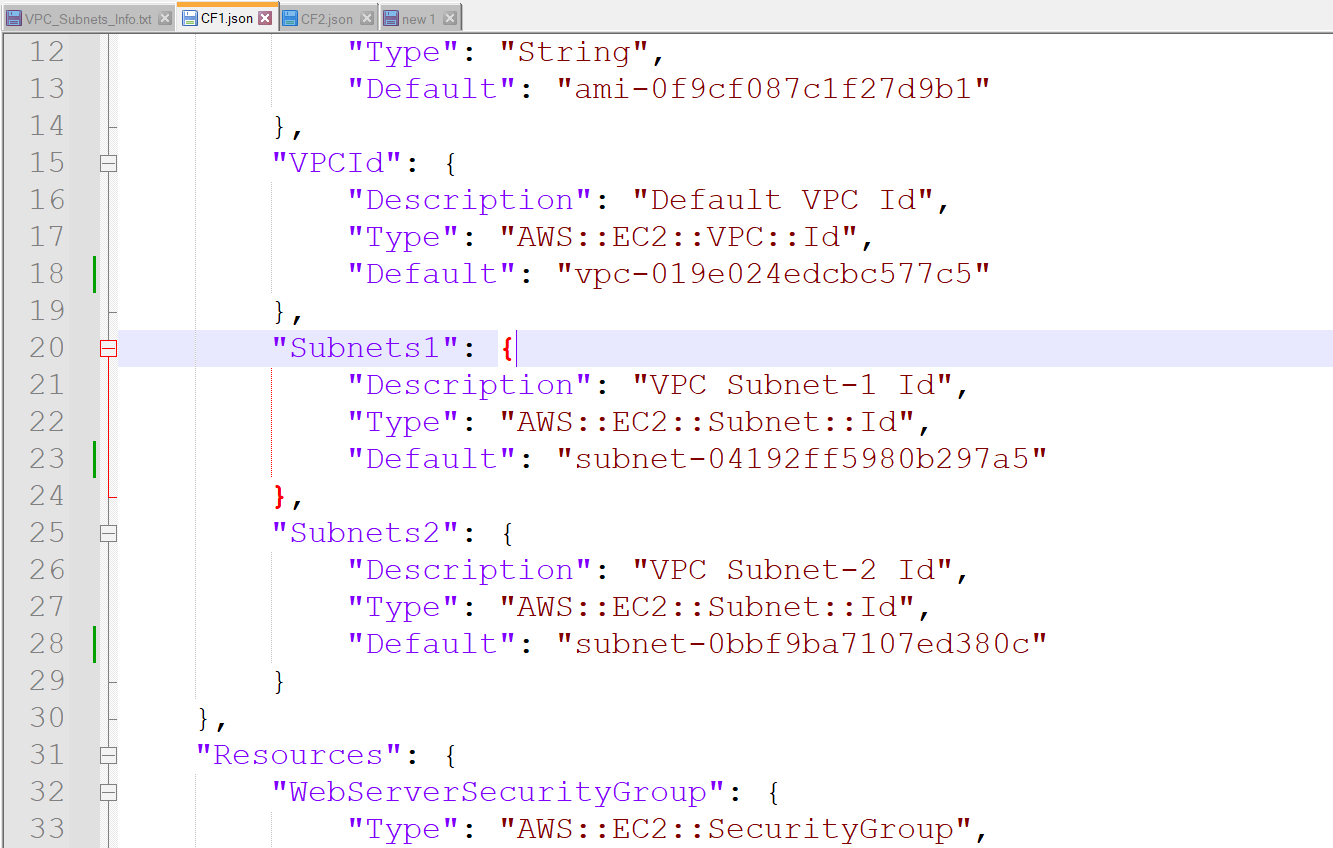 VPC_Subnets_Info.txt CF1.json CF2.json new 1
12 "Type": "String",
13 "Default": "ami-0f9cf087c1f27d9b1"
14 },
15 "VPCId": {
16 "Description": "Default VPC Id",
17 "Type": "AWS::EC2::VPC::Id",
18 "Default": "vpc-019e024edcbc577c5"
19 },
20 "Subnets1": {
21 "Description": "VPC Subnet-1 Id",
22 "Type": "AWS::EC2::Subnet::Id",
23 "Default": "subnet-04192ff5980b297a5"
24 },
25 "Subnets2": {
26 "Description": "VPC Subnet-2 Id",
27 "Type": "AWS::EC2::Subnet::Id",
28 "Default": "subnet-0bbf9ba7107ed380c"
29 }
30 },
31 "Resources": {
32 "WebServerSecurityGroup": {
33 "Type": "AWS::EC2::SecurityGroup",